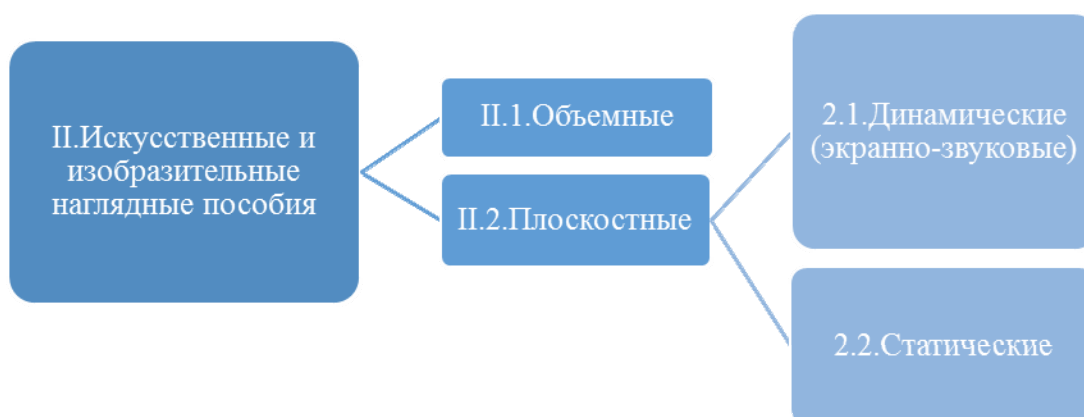 II.Искусственные и
изобразительные
наглядные пособия
II.1.Объемные
II.2.Плоскостные
2.1.Динамические
(экранно-звуковые)
2.2.Статические